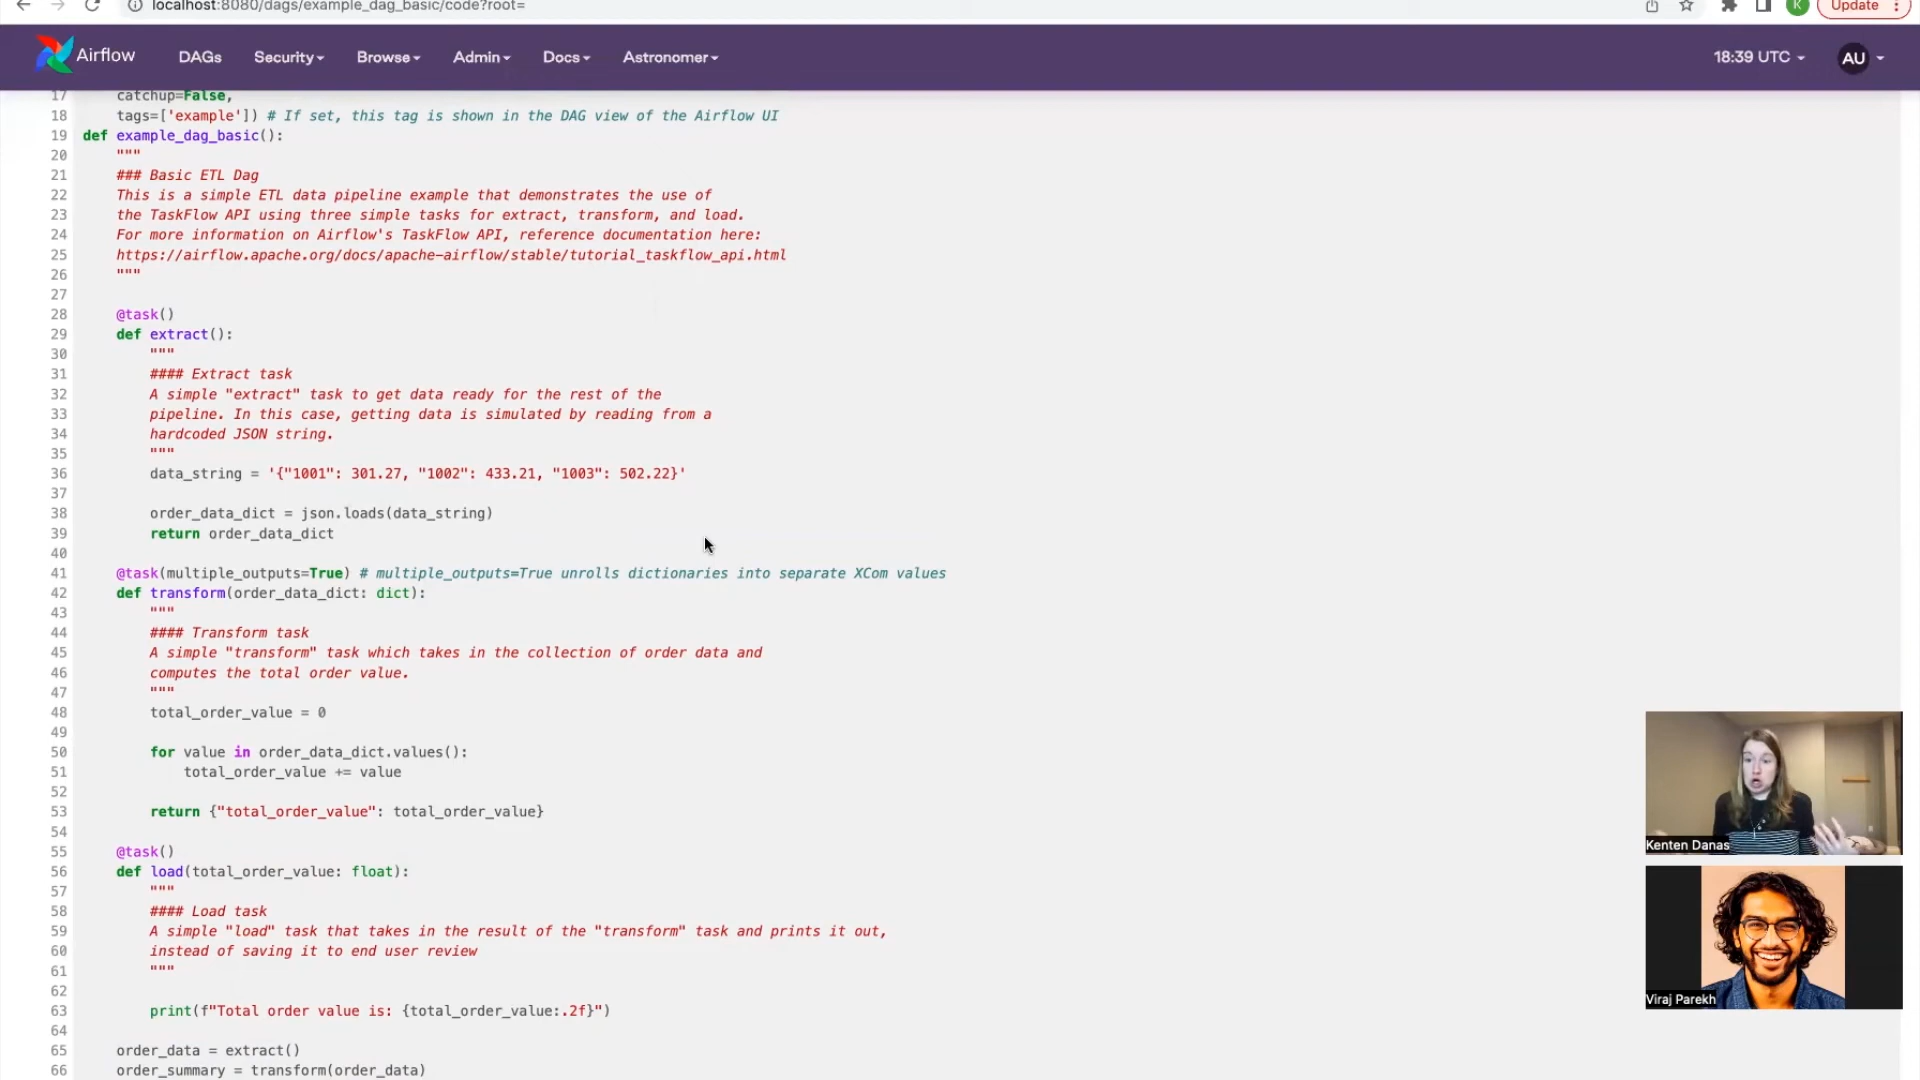 localhost:8080/dags/example_dag_basic/code?root=
K
Update
Airflow
DAGs
Security
Browse
Admin
Docs
Astronomer
18:39 UTC
AU
17 catchup=False,
18 tags=['example']) # If set, this tag is shown in the DAG view of the Airflow UI
19 def example_dag_basic():
20 """
21 ### Basic ETL Dag
22 This is a simple ETL data pipeline example that demonstrates the use of
23 the TaskFlow API using three simple tasks for extract, transform, and load.
24 For more information on Airflow's TaskFlow API, reference documentation here:
25 https://airflow.apache.org/docs/apache-airflow/stable/tutorial_taskflow_api.html
26 """
27
28 @task()
29 def extract():
30 """
31 #### Extract task
32 A simple "extract" task to get data ready for the rest of the
33 pipeline. In this case, getting data is simulated by reading from a
34 hardcoded JSON string.
35 """
36 data_string = '{"1001": 301.27, "1002": 433.21, "1003": 502.22}'
37
38 order_data_dict = json.loads(data_string)
39 return order_data_dict
40
41 @task(multiple_outputs=True) # multiple_outputs=True unrolls dictionaries into separate XCom values
42 def transform(order_data_dict: dict):
43 """
44 #### Transform task
45 A simple "transform" task which takes in the collection of order data and
46 computes the total order value.
47 """
48 total_order_value = 0
49
50 for value in order_data_dict.values():
51 total_order_value += value
52
53 return {"total_order_value": total_order_value}
54
55 @task()
56 def load(total_order_value: float):
57 """
58 #### Load task
59 A simple "load" task that takes in the result of the "transform" task and prints it out,
60 instead of saving it to end user review
61 """
62
63 print(f"Total order value is: {total_order_value:.2f}")
64
65 order_data = extract()
66 order_summary = transform(order_data)
Kenten Danas
Viraj Parekh